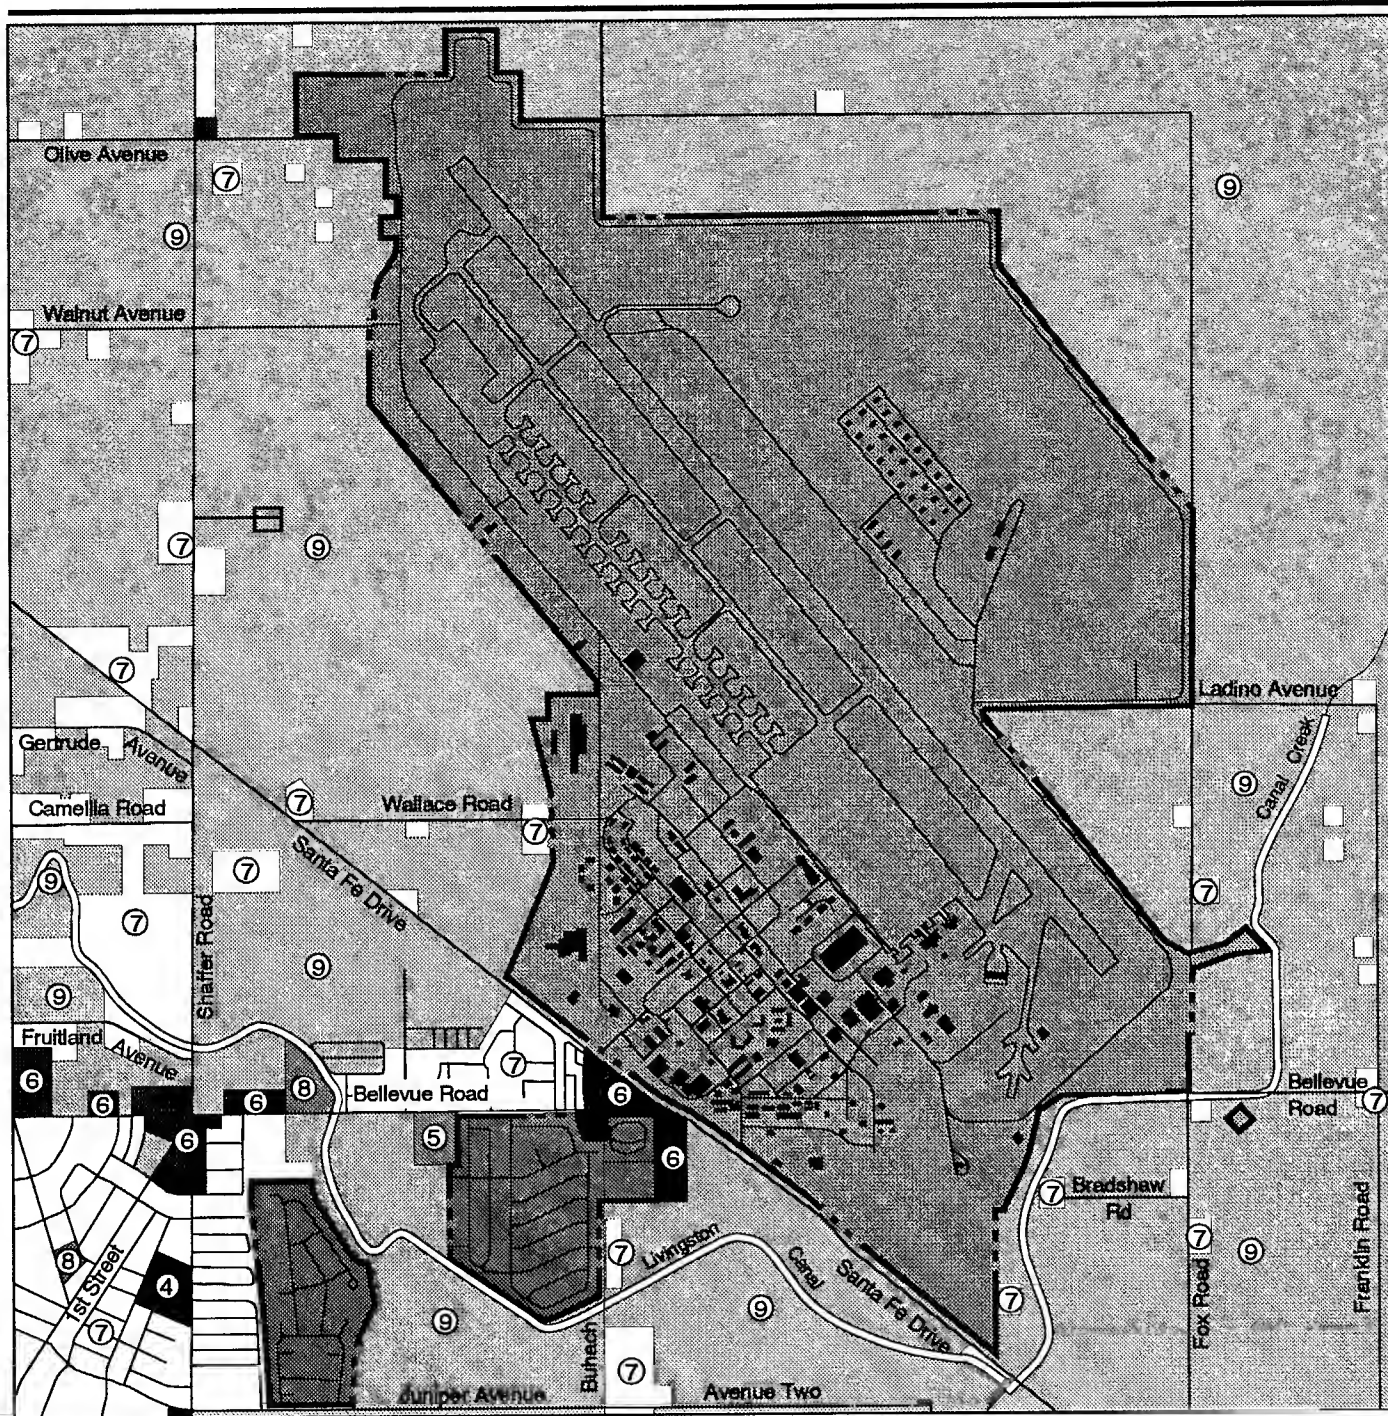 Olive Avenue
7
9
9
Walnut Avenue
7
7
9
7
Ladino Avenue
Gertrude Avenue
9
Canal Creek
Camellia Road
7
Wallace Road
7
Santa Fe Drive
9
7
7
7
Shaffer Road
9
9
Fruitland Avenue
7
6
6
6
8
Bellevue Road
6
Bellevue Road
7
6
5
6
7
Bradshaw Rd
8
1st Street
4
7
7
Livingston Canal
Santa Fe Drive
9
9
7
7
9
Fox Road
Franklin Road
Buhach
7
Juniper Avenue
Avenue Two